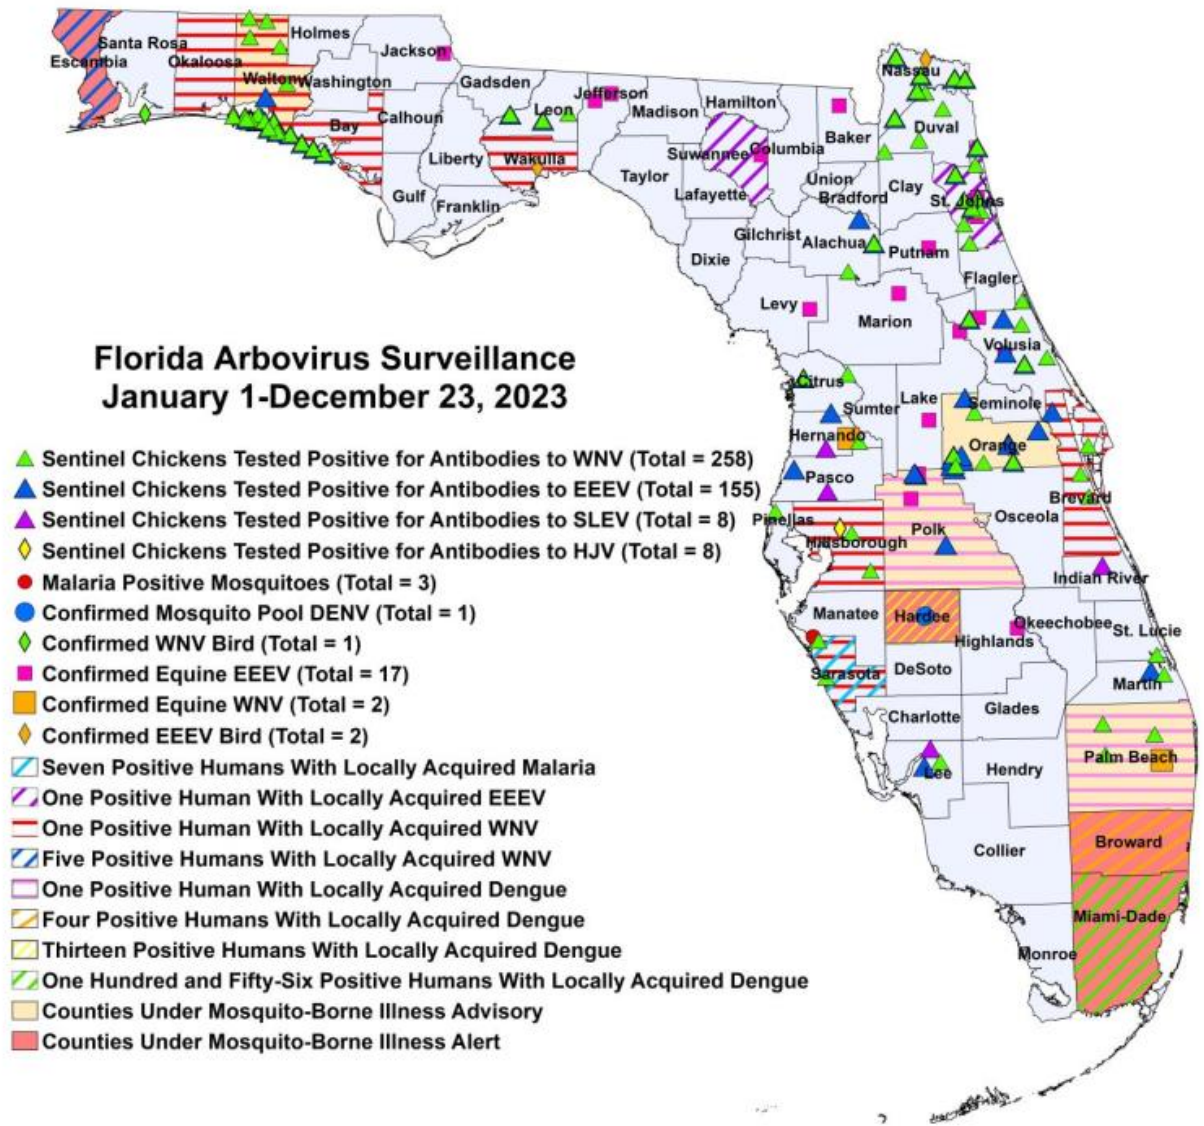 Holmes
Jackson
Santa Rosa
Escambia
Okaloosa
Walton
Washington
Gadsden
Jefferson
Leon
Madison
Hamilton
Nassau
Calhoun
Bay
Baker
Duval
Liberty
Wakulla
Suwannee
Columbia
Taylor
Lafayette
Union
Bradford
Clay
St. Johns
Gulf
Franklin
Gilchrist
Alachua
Putnam
Dixie
Flagler
Levy
Marion
Volusia
Florida Arbovirus Surveillance
January 1-December 23, 2023
Citrus
Lake
Sumter
Seminole
Hernando
Orange
Pasco
Brevard
Osceola
Pinellas
Polk
Hillsborough
Indian River
Manatee
Hardee
Okeechobee
St. Lucie
Highlands
Sarasota
DeSoto
Martin
Charlotte
Glades
Palm Beach
Lee
Hendry
Broward
Collier
Miami-Dade
Monroe
Sentinel Chickens Tested Positive for Antibodies to WNV (Total = 258)
Sentinel Chickens Tested Positive for Antibodies to EEEV (Total = 155)
Sentinel Chickens Tested Positive for Antibodies to SLEV (Total = 8)
Sentinel Chickens Tested Positive for Antibodies to HJV (Total = 8)
Malaria Positive Mosquitoes (Total = 3)
Confirmed Mosquito Pool DENV (Total = 1)
Confirmed WNV Bird (Total = 1)
Confirmed Equine EEEV (Total = 17)
Confirmed Equine WNV (Total = 2)
Confirmed EEEV Bird (Total = 2)
Seven Positive Humans With Locally Acquired Malaria
One Positive Human With Locally Acquired EEEV
One Positive Human With Locally Acquired WNV
Five Positive Humans With Locally Acquired WNV
One Positive Human With Locally Acquired Dengue
Four Positive Humans With Locally Acquired Dengue
Thirteen Positive Humans With Locally Acquired Dengue
One Hundred and Fifty-Six Positive Humans With Locally Acquired Dengue
Counties Under Mosquito-Borne Illness Advisory
Counties Under Mosquito-Borne Illness Alert